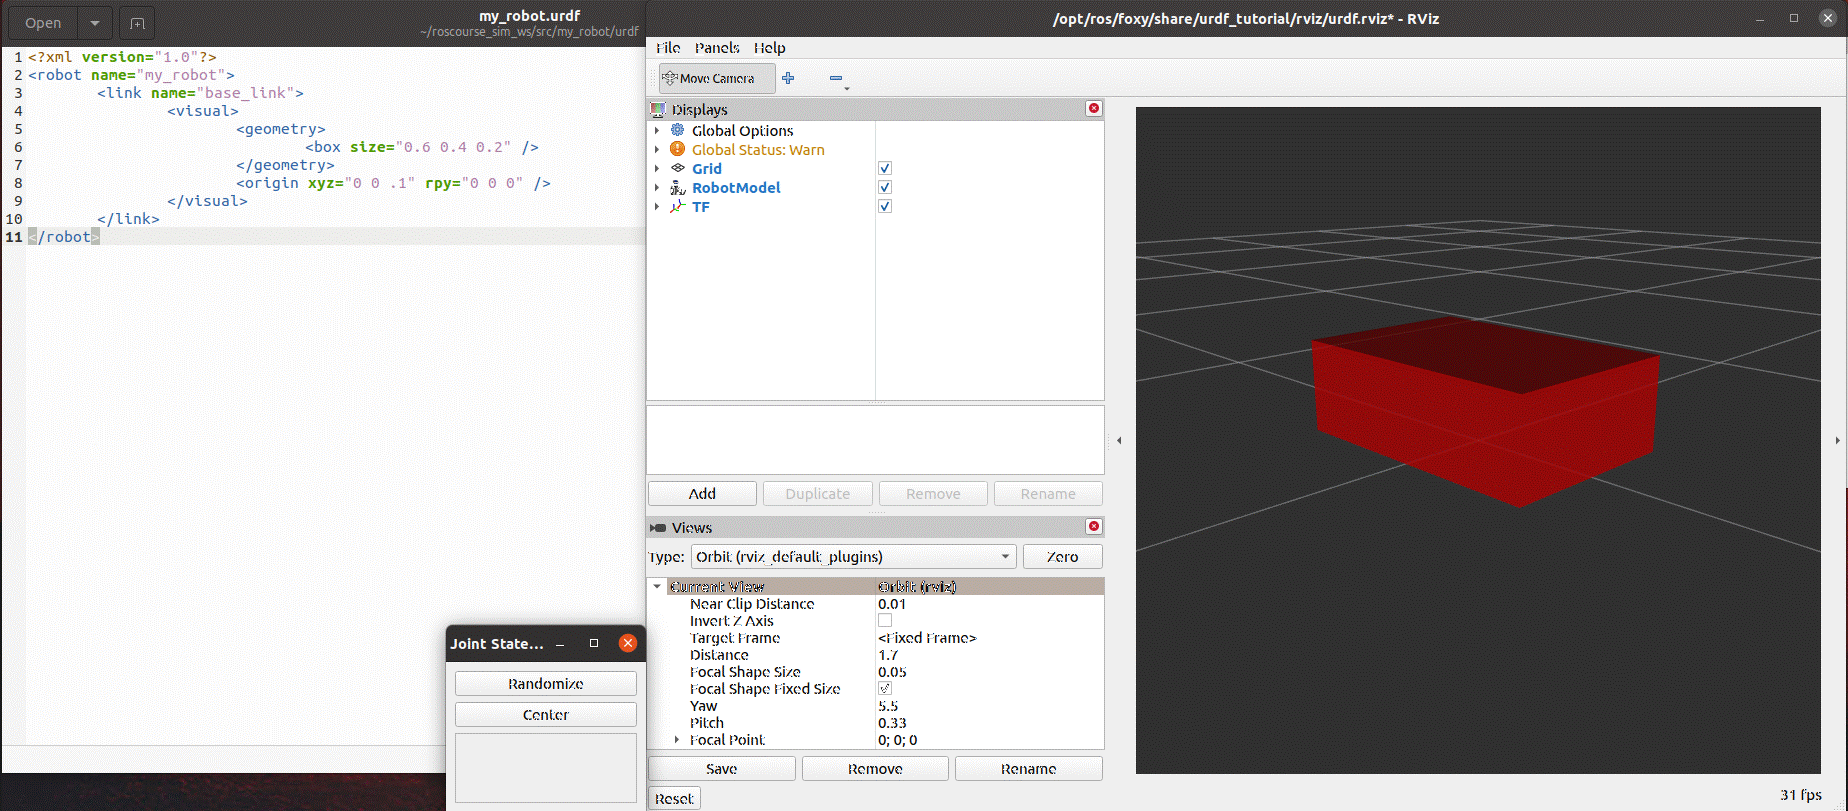 Open
my_robot.urdf
~/roscourse_sim_ws/src/my_robot/urdf
1 <?xml version="1.0"?>
2 <robot name="my_robot">
3 <link name="base_link">
4 <visual>
5 <geometry>
6 <box size="0.6 0.4 0.2" />
7 </geometry>
8 <origin xyz="0 0 .1" rpy="0 0 0" />
9 </visual>
10 </link>
11 </robot>
Joint State...
Randomize
Center
/opt/ros/foxy/share/urdf_tutorial/rviz/urdf.rviz* - RViz
File Panels Help
Move Camera
Displays
Global Options
Global Status: Warn
Grid
RobotModel
TF
Add Duplicate Remove Rename
Views
Type: Orbit (rviz_default_plugins) Zero
Current View Orbit (rviz)
Near Clip Distance 0.01
Invert Z Axis
Target Frame <Fixed Frame>
Distance 1.7
Focal Shape Size 0.05
Focal Shape Fixed Size
Yaw 5.5
Pitch 0.33
Focal Point 0; 0; 0
Save Remove Rename
Reset
31 fps